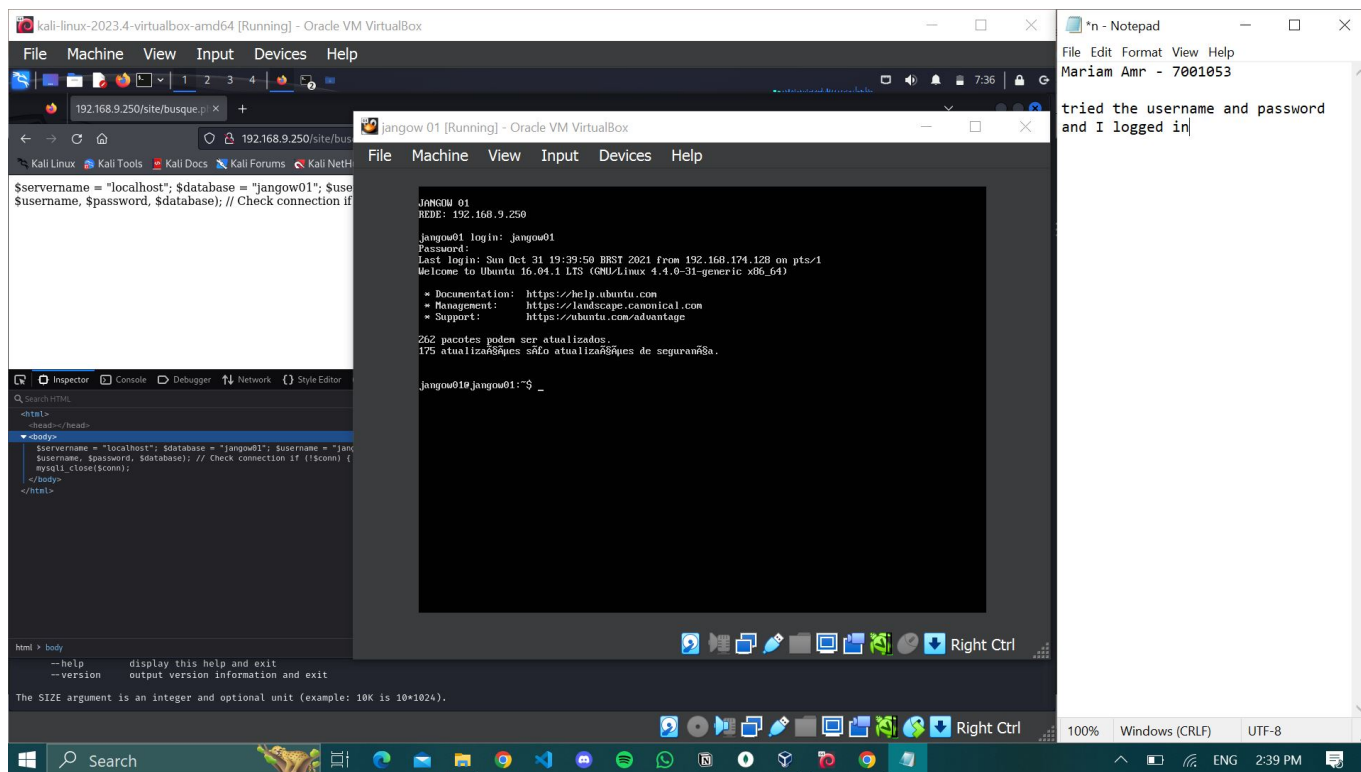 kali-linux-2023.4-virtualbox-amd64 [Running] - Oracle VM VirtualBox
File Machine View Input Devices Help
1 2 3 4
7:36
192.168.9.250/site/busque.p
192.168.9.250/site/bus
Kali Linux Kali Tools Kali Docs Kali Forums Kali NetH
$servername = "localhost"; $database = "jangow01"; $use
$username, $password, $database); // Check connection if
Inspector Console Debugger Network Style Editor
Search HTML
<html>
<head></head>
<body>
$servername = "localhost"; $database = "jangow01"; $username = "jang
$username, $password, $database); // Check connection if (!$conn) {
mysqli_close($conn);
</body>
</html>
html > body
--help display this help and exit
--version output version information and exit
The SIZE argument is an integer and optional unit (example: 10K is 10*1024).
Right Ctrl
jangow 01 [Running] - Oracle VM VirtualBox
File Machine View Input Devices Help
JANGOW 01
REDE: 192.168.9.250
jangow01 login: jangow01
Password:
Last login: Sun Oct 31 19:39:50 BRST 2021 from 192.168.174.128 on pts/1
Welcome to Ubuntu 16.04.1 LTS (GNU/Linux 4.4.0-31-generic x86_64)
* Documentation: https://help.ubuntu.com
* Management: https://landscape.canonical.com
* Support: https://ubuntu.com/advantage
262 pacotes podem ser atualizados.
175 de
jangow01@jangow01:~$ _
Right Ctrl
*n - Notepad
File Edit Format View Help
Mariam Amr - 7001053
tried the username and password
and I logged in
100% Windows (CRLF) UTF-8
Search
ENG 2:39 PM